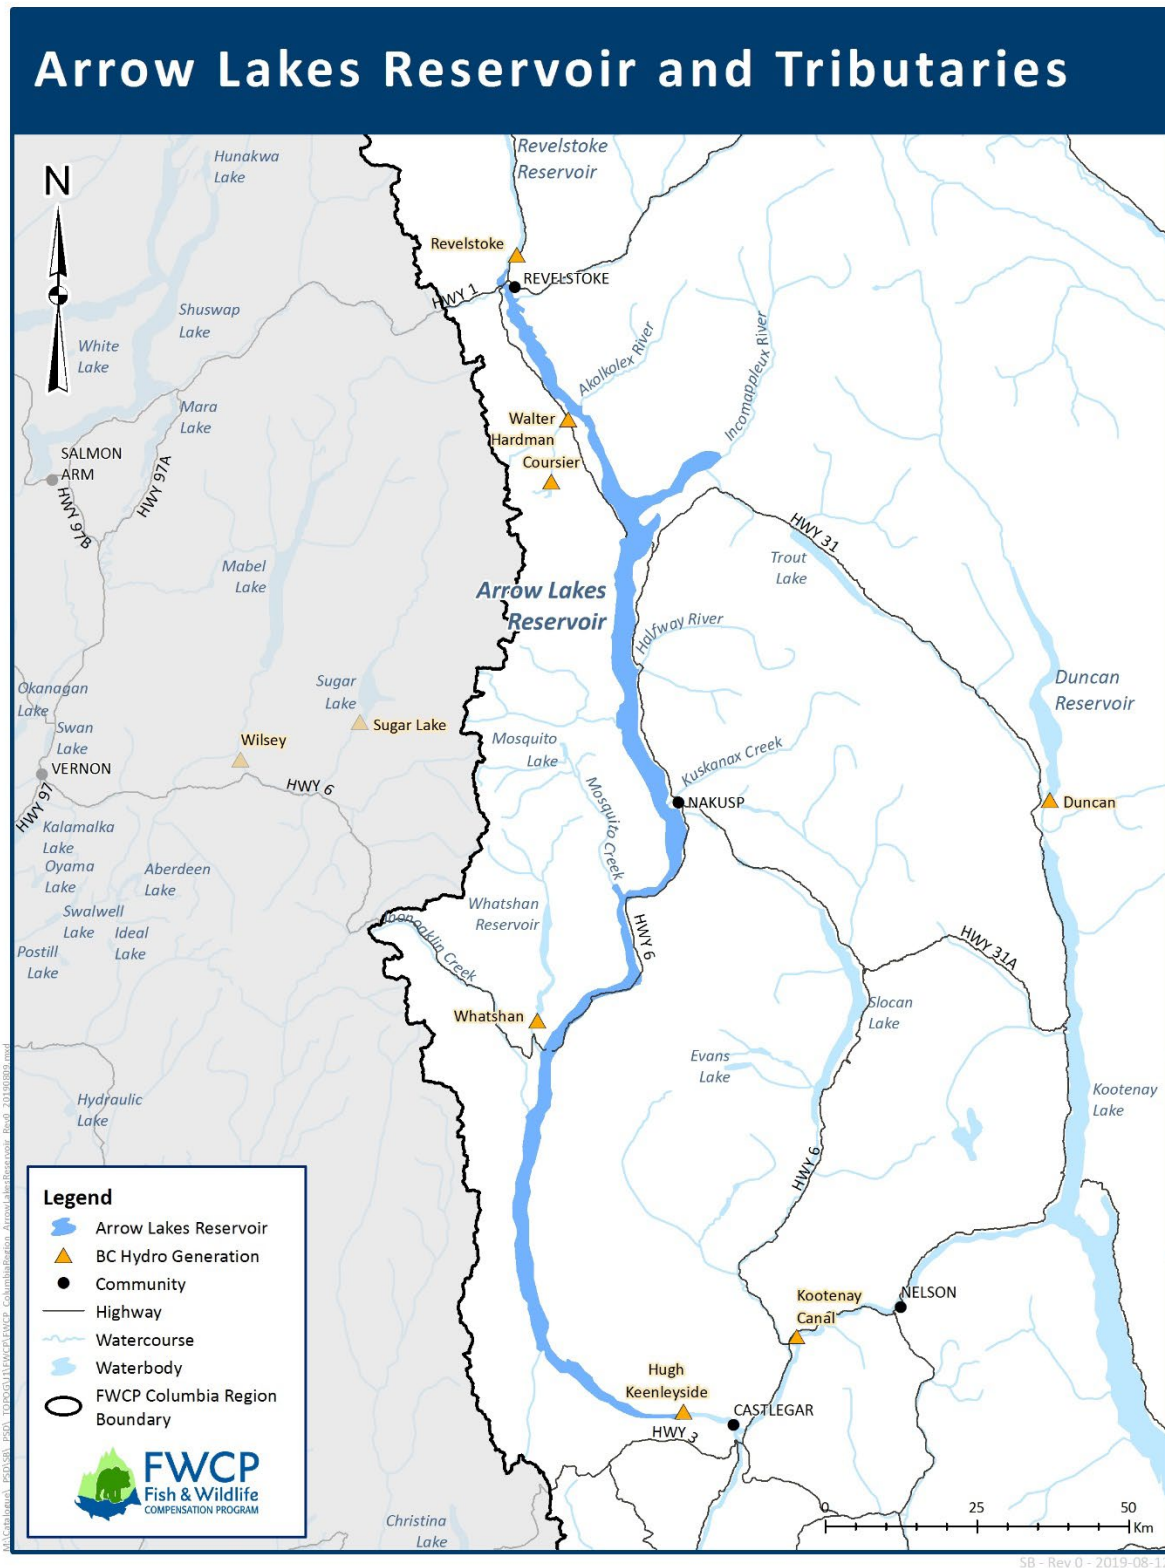 Arrow Lakes Reservoir and Tributaries
Revelstoke
Reservoir
Hunakwa
Lake
N
Revelstoke
REVELSTOKE
HWY 1
Shuswap
Lake
White
Lake
Akolkolex River
Incomappleux River
Mara
Lake
Walter
Hardman
SALMON
ARM
Coursier
HWY 97A
HWY 97B
HWY 31
Trout
Lake
Mabel
Lake
Arrow Lakes
Reservoir
Halfway River
Okanagan
Lake
Sugar
Lake
Duncan
Reservoir
Swan
Lake
Sugar Lake
Wilsey
Mosquito
Lake
Kuskanax Creek
VERNON
HWY 6
HWY 97
Mosquito Creek
NAKUSP
Duncan
Kalamalka
Lake
Oyama
Lake
Aberdeen
Lake
Whatshan
Reservoir
Swalwell
Lake
Ideal
Lake
Postill
Lake
Creek
HWY 6
HWY 31A
Whatshan
Slocan
Lake
Evans
Lake
Kootenay
Lake
Hydraulic
Lake
HWY 6
Legend
Arrow Lakes Reservoir
BC Hydro Generation
Community
Highway
Watercourse
Waterbody
FWCP Columbia Region
Boundary
FWCP
Fish & Wildlife
COMPENSATION PROGRAM
Kootenay
Canal
NELSON
Hugh
Keenleyside
CASTLEGAR
HWY 3
Christina
Lake
0 25 50
Km